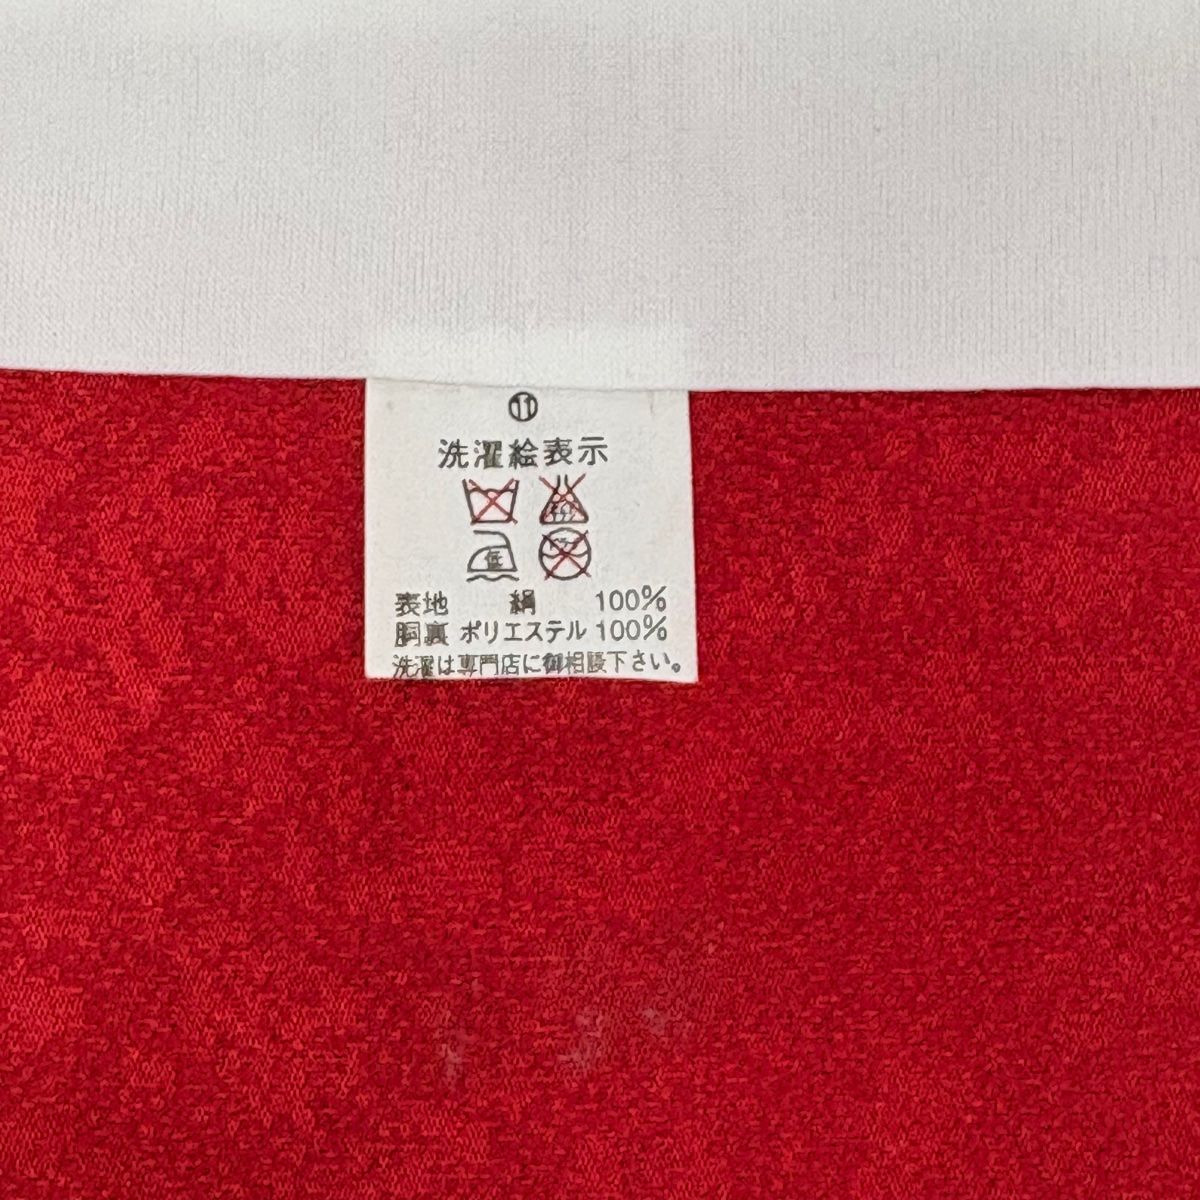 ⑪
洗濯絵表示
低
表地 絹 100%
胴裏 ポリエステル 100%
洗濯は専門店に御相談下さい。